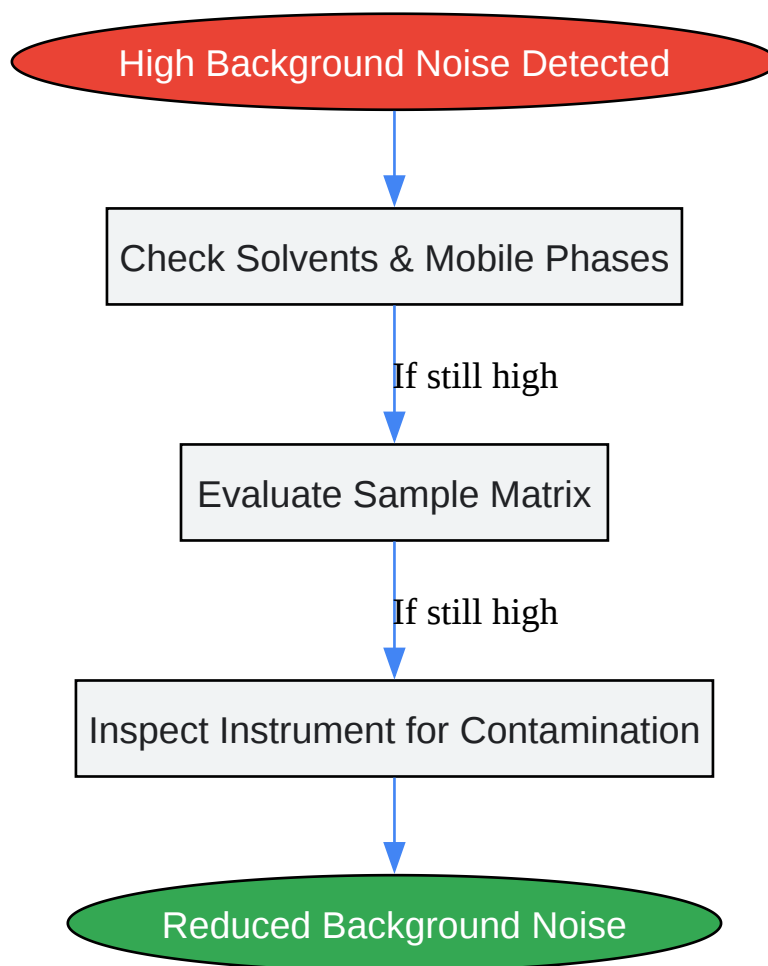 High Background Noise Detected
Check Solvents & Mobile Phases
If still high
Evaluate Sample Matrix
If still high
Inspect Instrument for Contamination
Reduced Background Noise